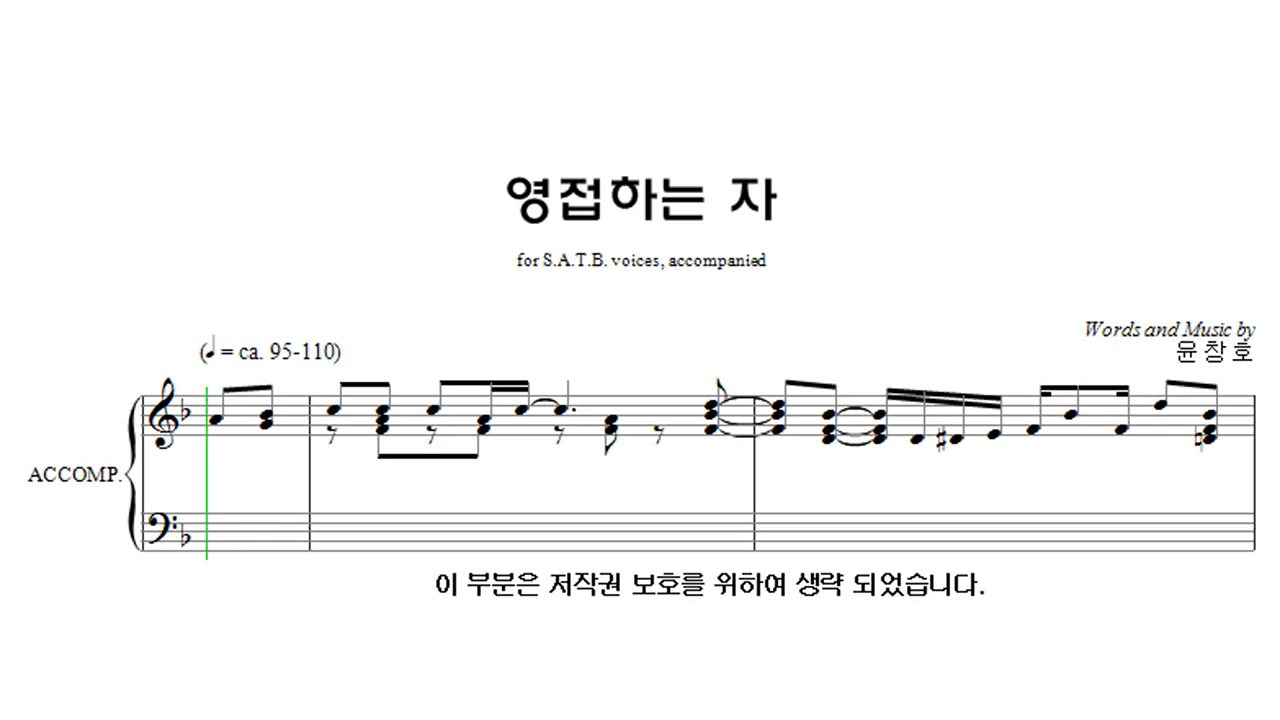 영접하는 자
for S.A.T.B. voices, accompanied
Words and Music by
(♩ = ca. 95-110)
윤 창 호
ACCOMP.
이 부분은 저작권 보호를 위하여 생략 되었습니다.